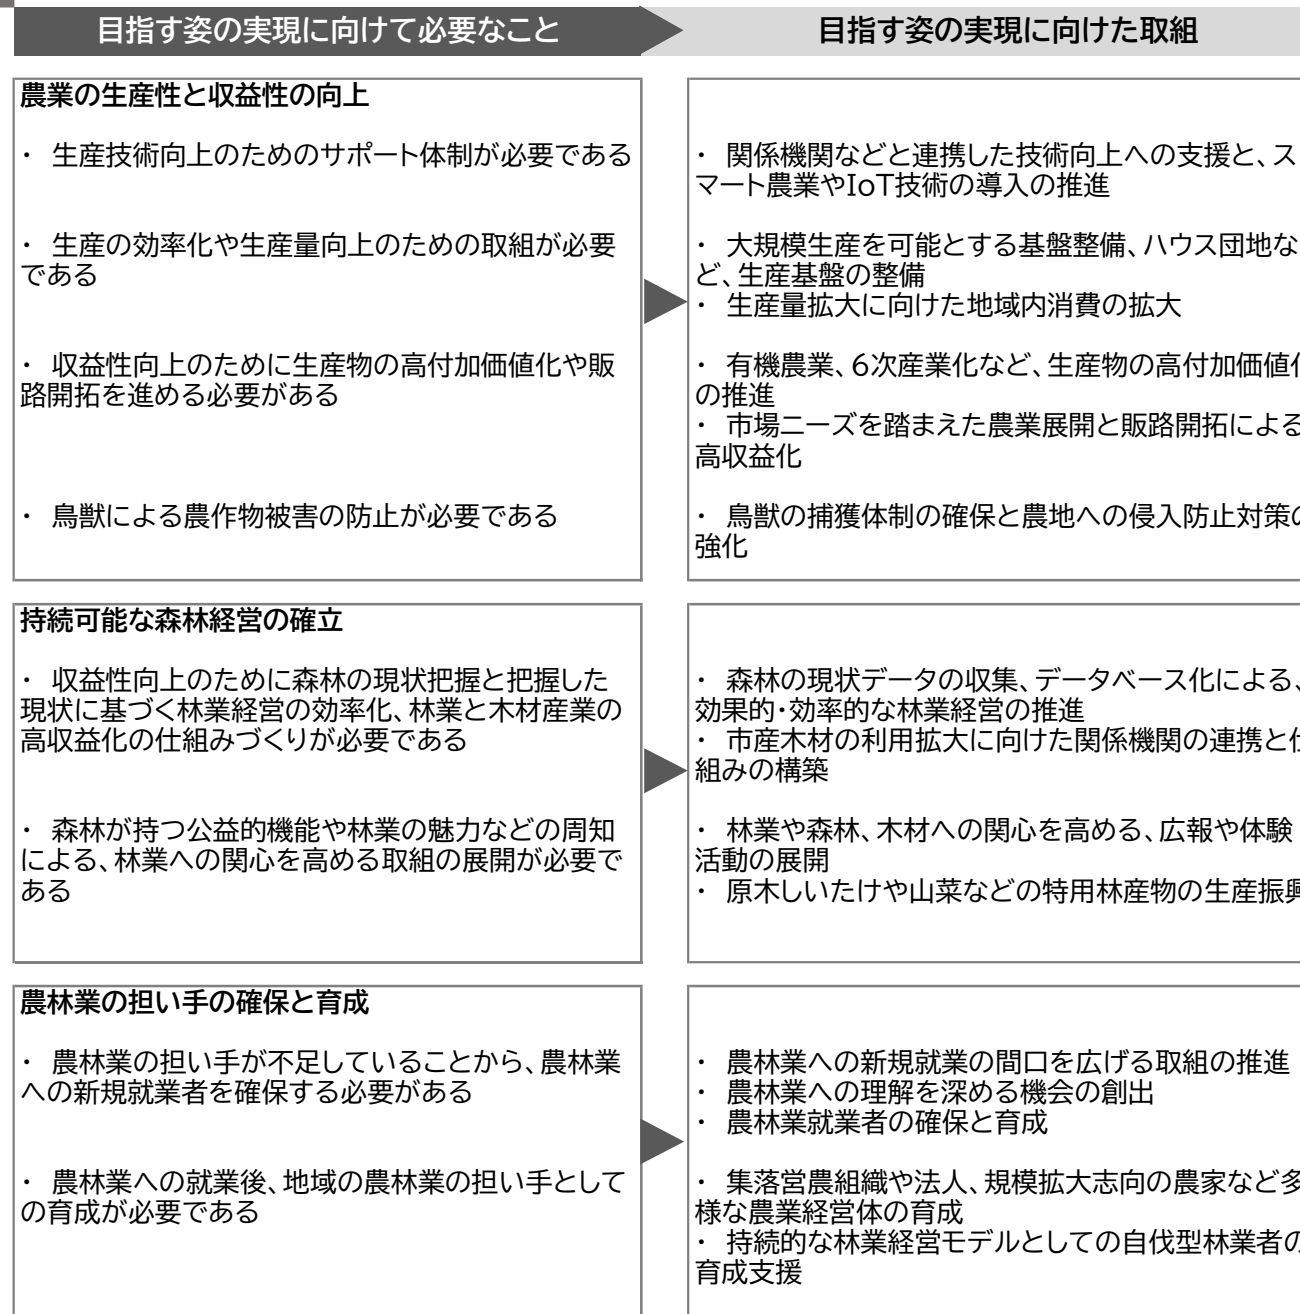 目指す姿の実現に向けて必要なこと
目指す姿の実現に向けた取組
農業の生産性と収益性の向上
・ 生産技術向上のためのサポート体制が必要である
・ 生産の効率化や生産量向上のための取組が必要
である
・ 収益性向上のために生産物の高付加価値化や販
路開拓を進める必要がある
・ 鳥獣による農作物被害の防止が必要である
・ 関係機関などと連携した技術向上への支援と、ス
マート農業やIoT技術の導入の推進
・ 大規模生産を可能とする基盤整備、ハウス団地な
ど、生産基盤の整備
・ 生産量拡大に向けた地域内消費の拡大
・ 有機農業、6次産業化など、生産物の高付加価値化
の推進
・ 市場ニーズを踏まえた農業展開と販路開拓による
高収益化
・ 鳥獣の捕獲体制の確保と農地への侵入防止対策の
強化
持続可能な森林経営の確立
・ 収益性向上のために森林の現状把握と把握した
現状に基づく林業経営の効率化、林業と木材産業の
高収益化の仕組みづくりが必要である
・ 森林が持つ公益的機能や林業の魅力などの周知
による、林業への関心を高める取組の展開が必要で
ある
・ 森林の現状データの収集、データベース化による、
効果的・効率的な林業経営の推進
・ 市産木材の利用拡大に向けた関係機関の連携と仕
組みの構築
・ 林業や森林、木材への関心を高める、広報や体験
活動の展開
・ 原木しいたけや山菜などの特用林産物の生産振興
農林業の担い手の確保と育成
・ 農林業の担い手が不足していることから、農林業
への新規就業者を確保する必要がある
・ 農林業への就業後、地域の農林業の担い手として
の育成が必要である
・ 農林業への新規就業の間口を広げる取組の推進
・ 農林業への理解を深める機会の創出
・ 農林業就業者の確保と育成
・ 集落営農組織や法人、規模拡大志向の農家など多
様な農業経営体の育成
・ 持続的な林業経営モデルとしての自伐型林業者の
育成支援